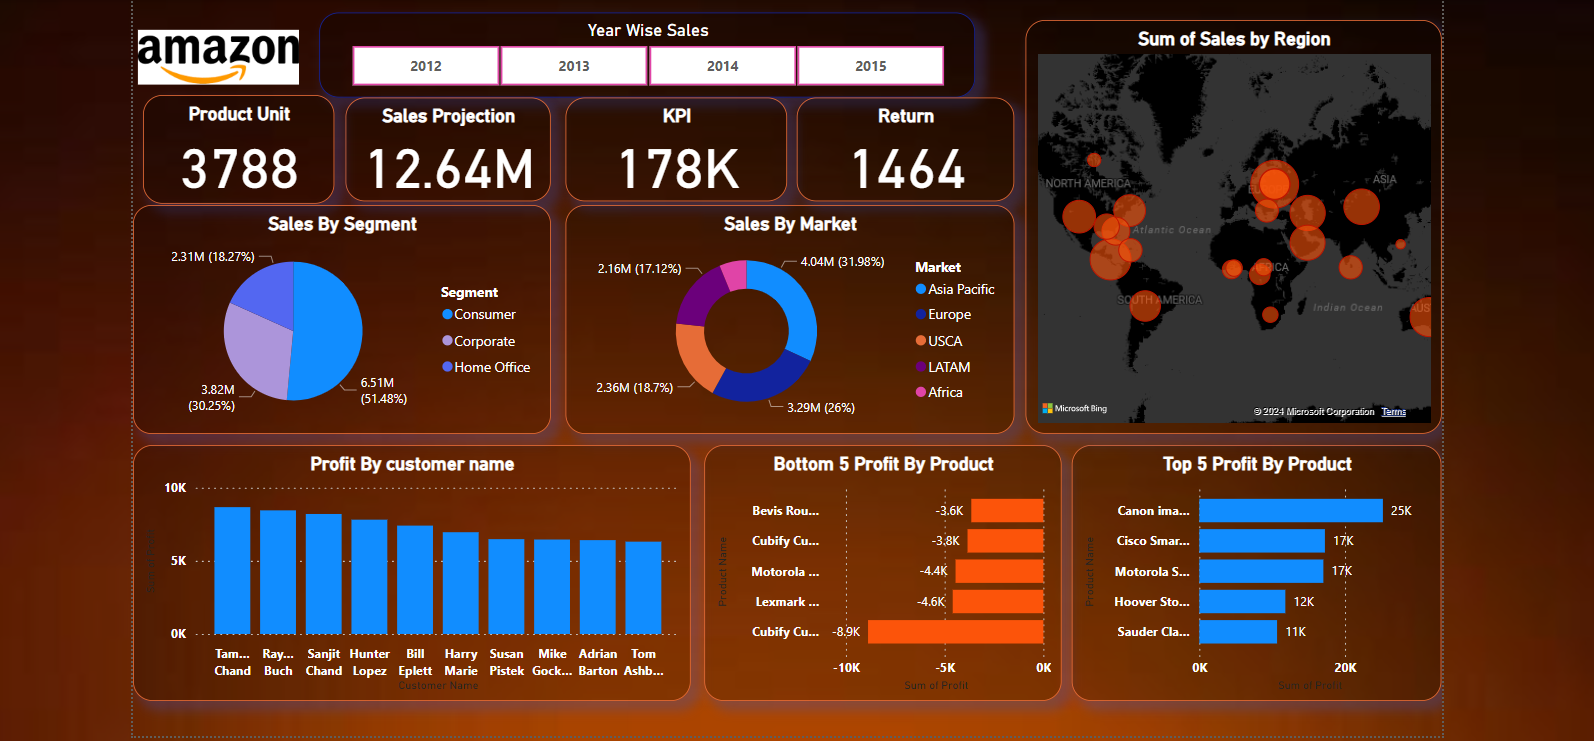 amazon
Year Wise Sales
2012
2013
2014
2015
Product Unit
3788
Sales Projection
12.64M
KPI
178K
Return
1464
Sum of Sales by Region
NORTH AMERICA
ASIA
Atlantic Ocean
SOUTH AMERICA
Indian Ocean
Microsoft Bing
© 2024 Microsoft Corporation Terms
Sales By Segment
2.31M (18.27%)
3.82M
(30.25%)
6.51M
(51.48%)
Segment
Consumer
Corporate
Home Office
Sales By Market
2.16M (17.12%)
4.04M (31.98%)
2.36M (18.7%)
3.29M (26%)
Market
Asia Pacific
Europe
USCA
LATAM
Africa
Profit By customer name
10K
5K
0K
Tam... Chand
Ray... Buch
Sanjit Chand
Hunter Lopez
Bill Eplett
Harry Marie
Susan Pistek
Mike Gock...
Adrian Barton
Tom Ashb...
Customer Name
Bottom 5 Profit By Product
Product Name
Bevis Rou... -3.6K
Cubify Cu... -3.8K
Motorola ... -4.4K
Lexmark ... -4.6K
Cubify Cu... -8.9K
-10K -5K 0K
Sum of Profit
Top 5 Profit By Product
Product Name
Canon ima... 25K
Cisco Smar... 17K
Motorola S... 17K
Hoover Sto... 12K
Sauder Cla... 11K
0K 20K
Sum of Profit